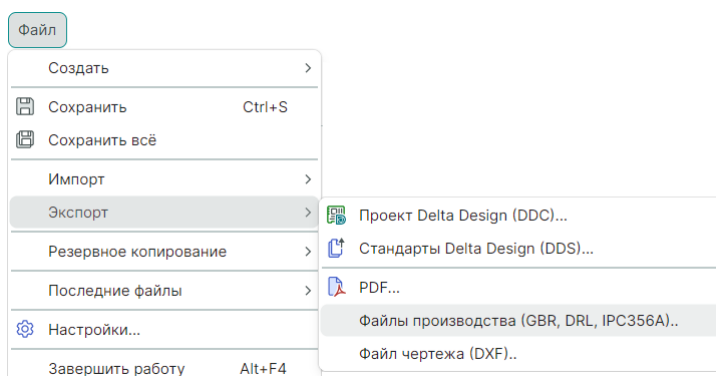 Файл
Создать
Сохранить Ctrl+S
Сохранить всё
Импорт
Экспорт
Резервное копирование
Последние файлы
Настройки...
Завершить работу Alt+F4
Проект Delta Design (DDC)...
Стандарты Delta Design (DDS)...
PDF...
Файлы производства (GBR, DRL, IPC356A)..
Файл чертежа (DXF)..